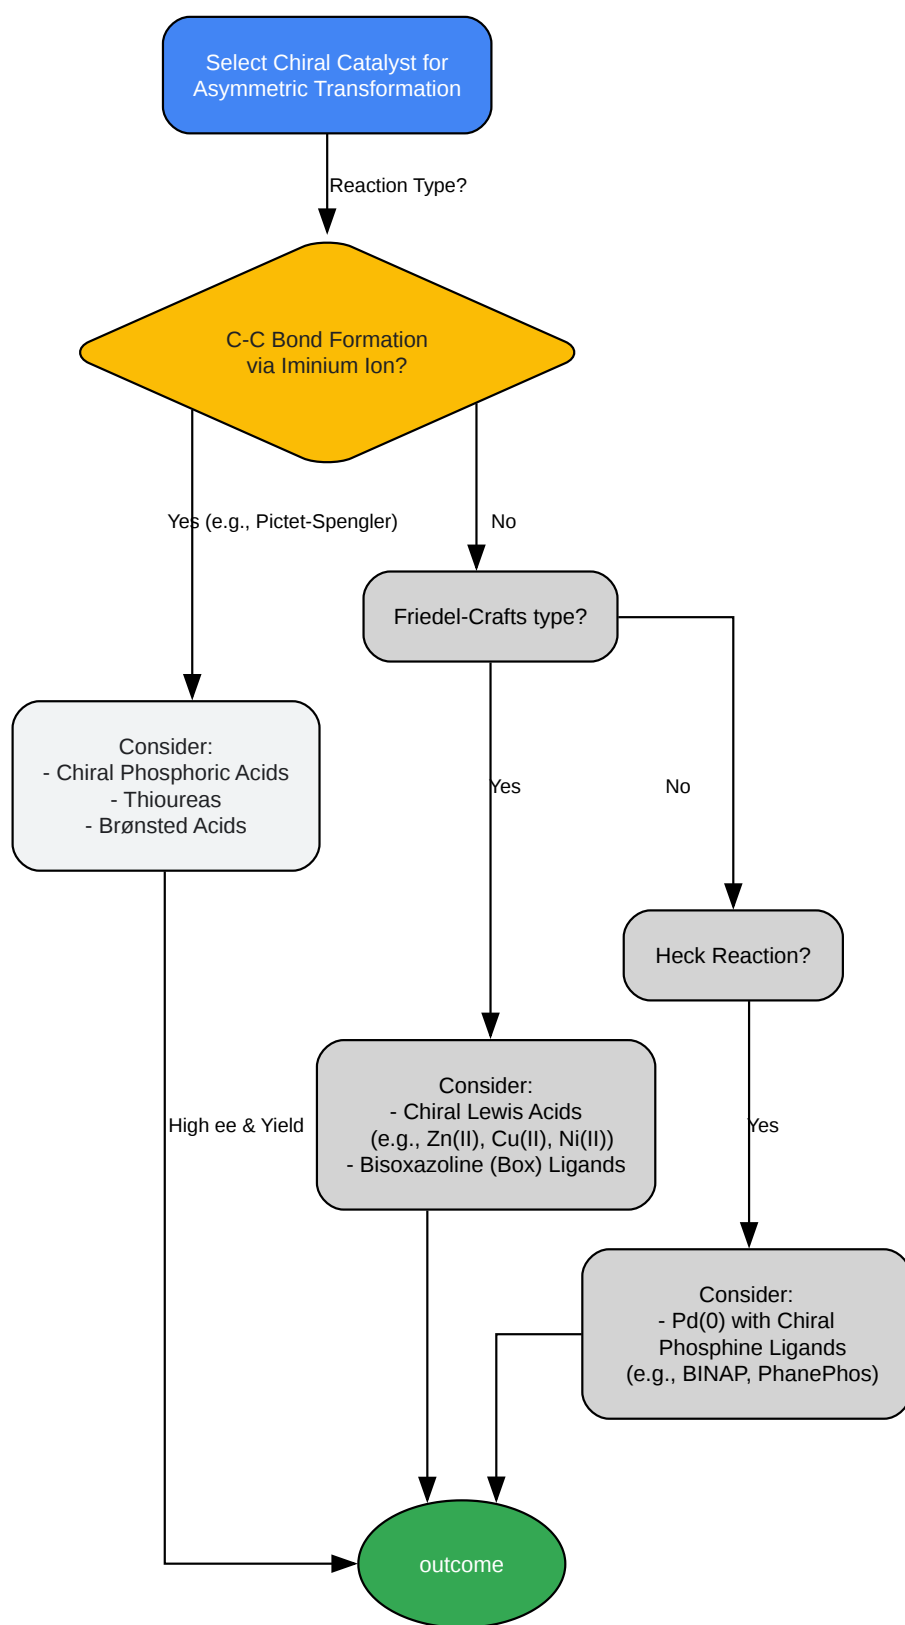 Select Chiral Catalyst for
Asymmetric Transformation
Reaction Type?
C-C Bond Formation
via Iminium Ion?
Yes (e.g., Pictet-Spengler)
No
Friedel-Crafts type?
Consider:
- Chiral Phosphoric Acids
- Thioureas
- Brønsted Acids
Yes
No
Heck Reaction?
Consider:
- Chiral Lewis Acids
(e.g., Zn(II), Cu(II), Ni(II))
- Bisoxazoline (Box) Ligands
High ee & Yield
Yes
Consider:
- Pd(0) with Chiral
Phosphine Ligands
(e.g., BINAP, PhanePhos)
outcome